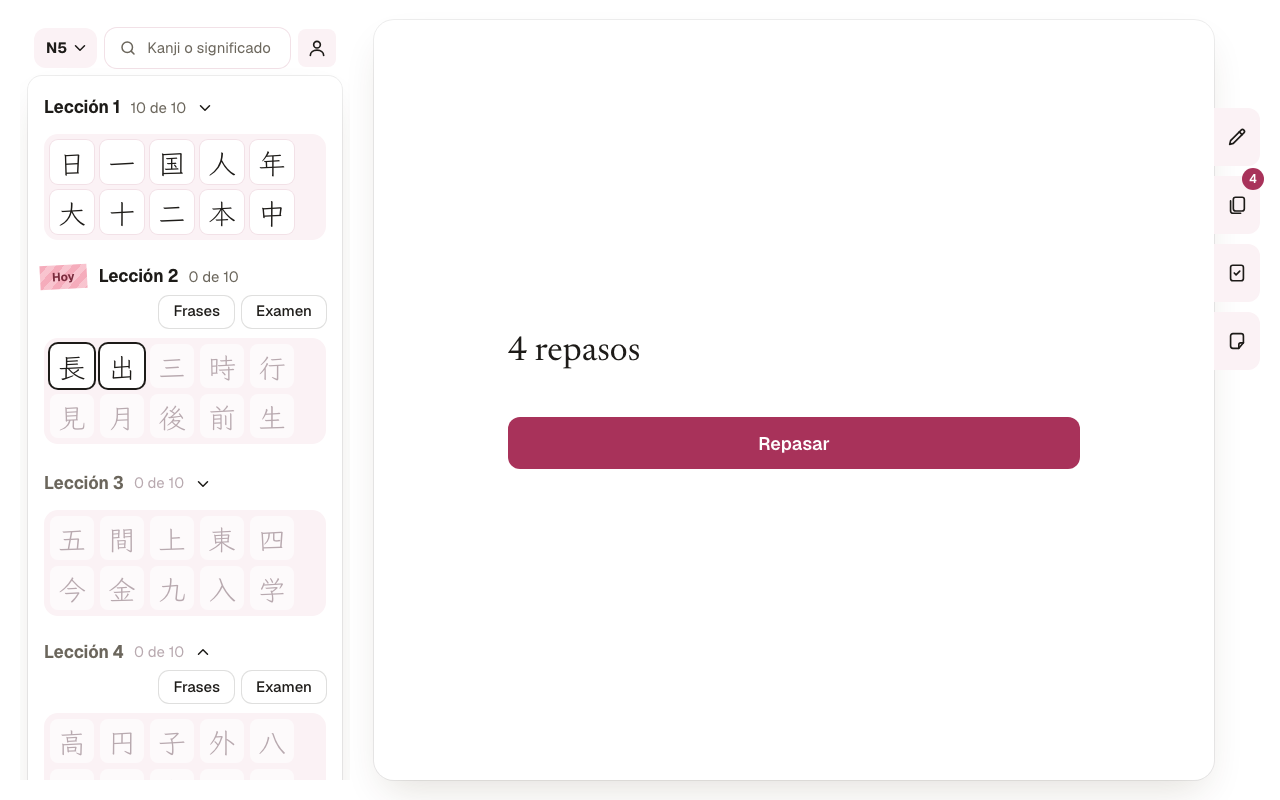 N5
Kanji o significado
Lección 1 10 de 10
日 一 国 人 年
大 十 二 本 中
Hoy Lección 2 0 de 10
Frases Examen
長 出 三 時 行
見 月 後 前 生
Lección 3 0 de 10
五 間 上 東 四
今 金 九 入 学
Lección 4 0 de 10
Frases Examen
高 円 子 外 八
4 repasos
Repasar
4